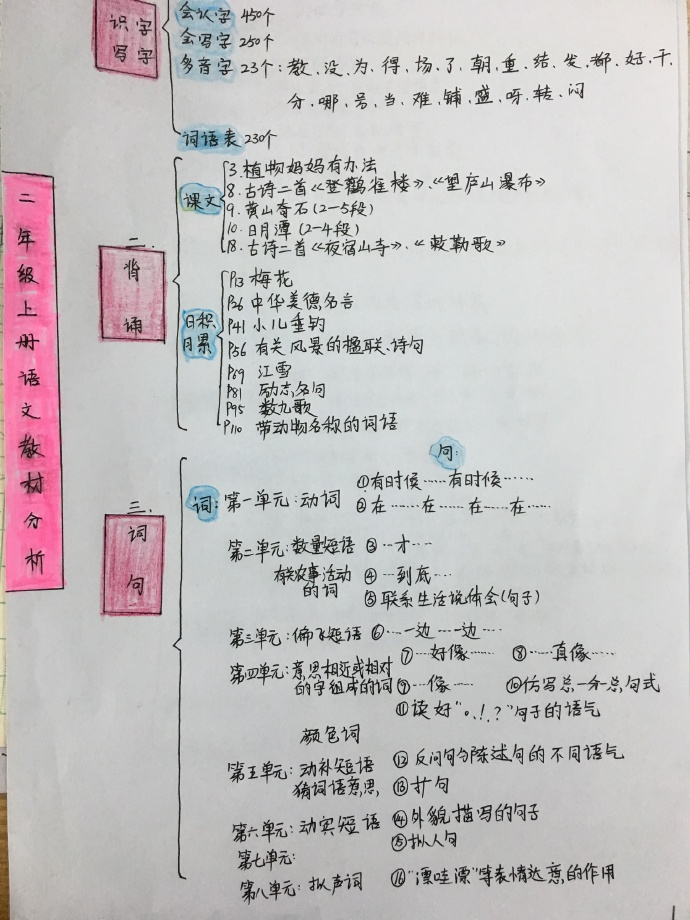 二年级上册语文教材分析
识字
写字
会认字 450个
会写字 250个
多音字 23个：教、没、为、得、场、了、朝、重、结、发、都、好、干、
分、哪、号、当、难、铺、盛、呀、转、闷
词语表 230个
二、
背诵
课文
3.植物妈妈有办法
8.古诗二首《登鹳雀楼》、《望庐山瀑布》
9.黄山奇石(2-5段)
10.日月潭(2-4段)
18.古诗二首《夜宿山寺》、《敕勒歌》
日积
月累
P13 梅花
P26 中华美德名言
P41 小儿垂钓
P56 有关风景的楹联、诗句
P69 江雪
P81 励志名句
P95 数九歌
P110 带动物名称的词语
三、
词句
句:
词:第一单元:动词 ①有时候……有时候……
②在……在……在……在……
第二单元:数量短语 ③…才…
有关农事活动 ④…到底…
的词 ⑤联系生活说体会(句子)
第三单元:偏正短语 ⑥…一边…一边…
⑦…好像…… ⑧…真像……
第四单元:意思相近或相对
的字组成的词 ⑨…像… ⑩仿写总-分-总句式
⑪读好"。！？"句子的语气
颜色词
第五单元:动补短语 ⑫反问句与陈述句的不同语气
猜词语意思 ⑬扩句
第六单元:动宾短语 ⑭外貌描写的句子
第七单元: ⑮拟人句
第八单元:拟声词 ⑯"漂哇漂"等表情达意的作用